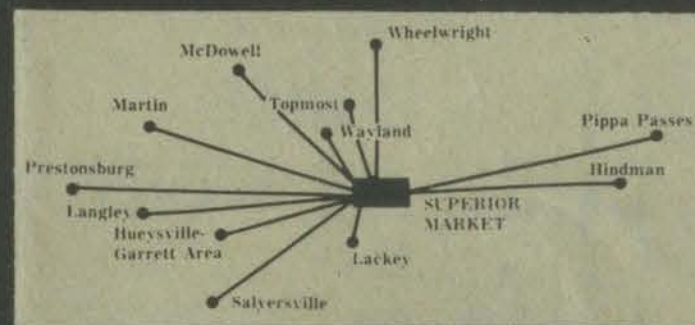 Wheelwright
McDowell
Topmost
Martin
Wayland
Pippa Passes
Prestonsburg
Hindman
Langley
SUPERIOR
MARKET
Hueysville-
Garrett Area
Lackey
Salyersville